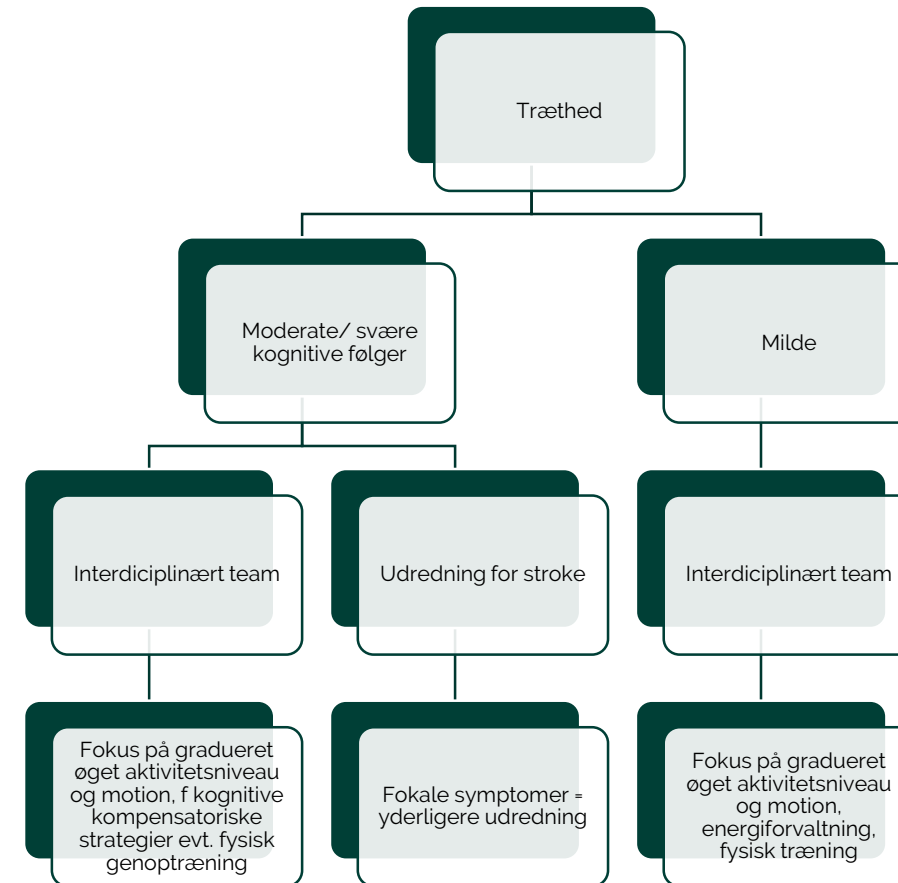 Træthed
Moderate/ svære
kognitive følger
Milde
Interdiciplinært team
Udredning for stroke
Interdiciplinært team
Fokus på gradueret
øget aktivitetsniveau
og motion, f kognitive
kompensatoriske
strategier evt. fysisk
genoptræning
Fokale symptomer =
yderligere udredning
Fokus på gradueret
øget aktivitetsniveau
og motion,
energiforvaltning,
fysisk træning